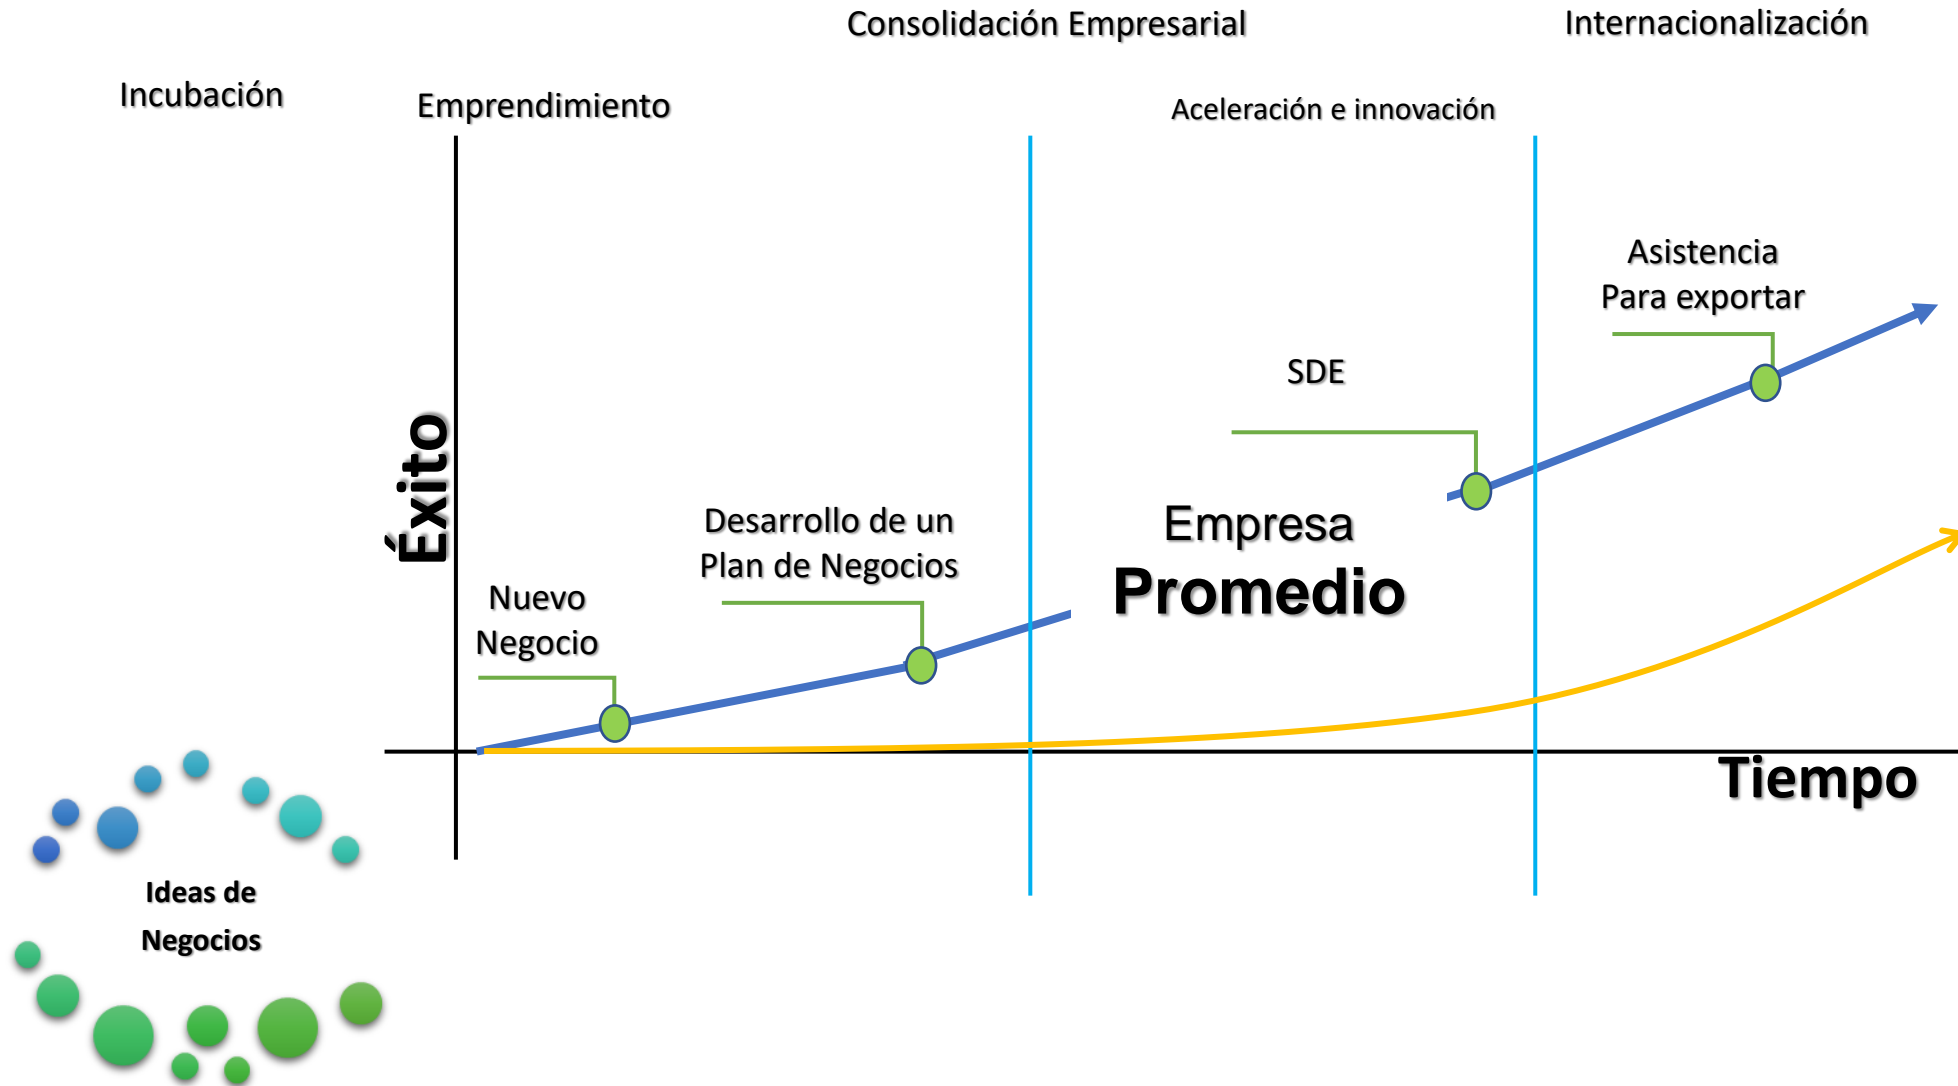 Consolidación Empresarial
Internacionalización
Incubación
Emprendimiento
Aceleración e innovación
Asistencia
Para exportar
SDE
Éxito
Empresa
Promedio
Desarrollo de un
Plan de Negocios
Nuevo
Negocio
Tiempo
Ideas de
Negocios